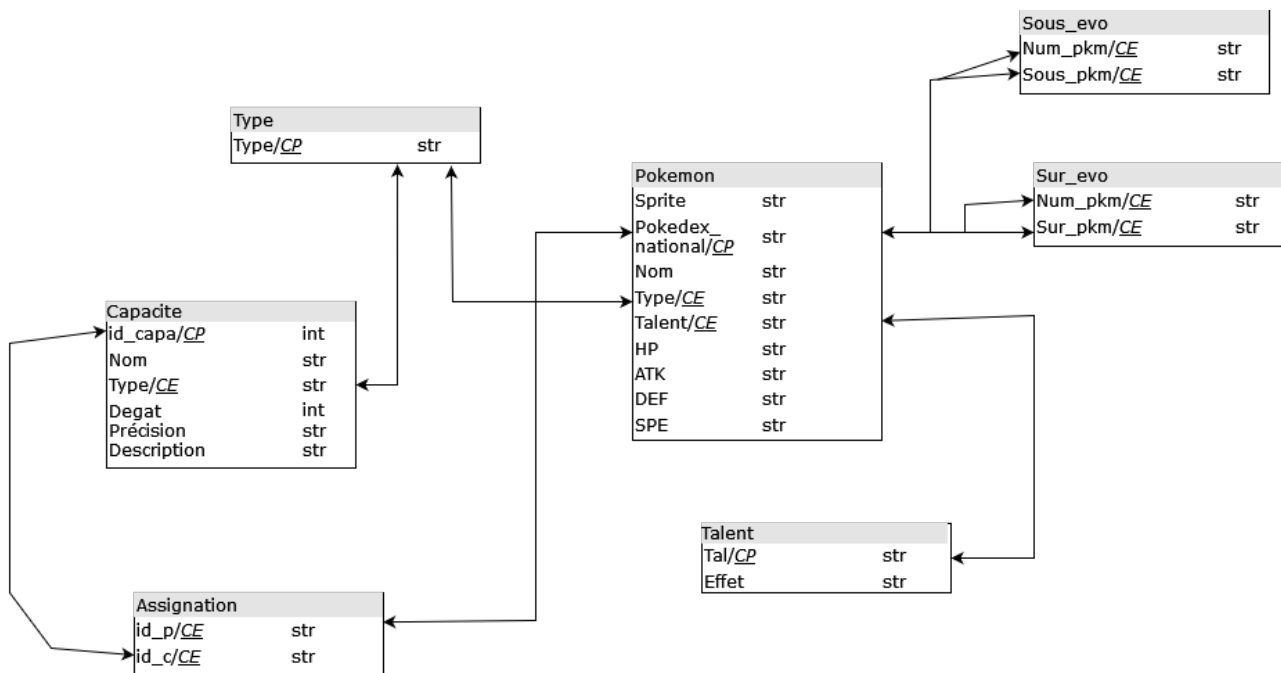 Sous_evo
Num_pkm/CE str
Sous_pkm/CE str
Type
Type/CP str
Pokemon
Sprite str
Pokedex_
national/CP str
Nom str
Type/CE str
Talent/CE str
HP str
ATK str
DEF str
SPE str
Sur_evo
Num_pkm/CE str
Sur_pkm/CE str
Capacite
id_capa/CP int
Nom str
Type/CE str
Degat int
Précision str
Description str
Talent
Tal/CP str
Effet str
Assignation
id_p/CE str
id_c/CE str